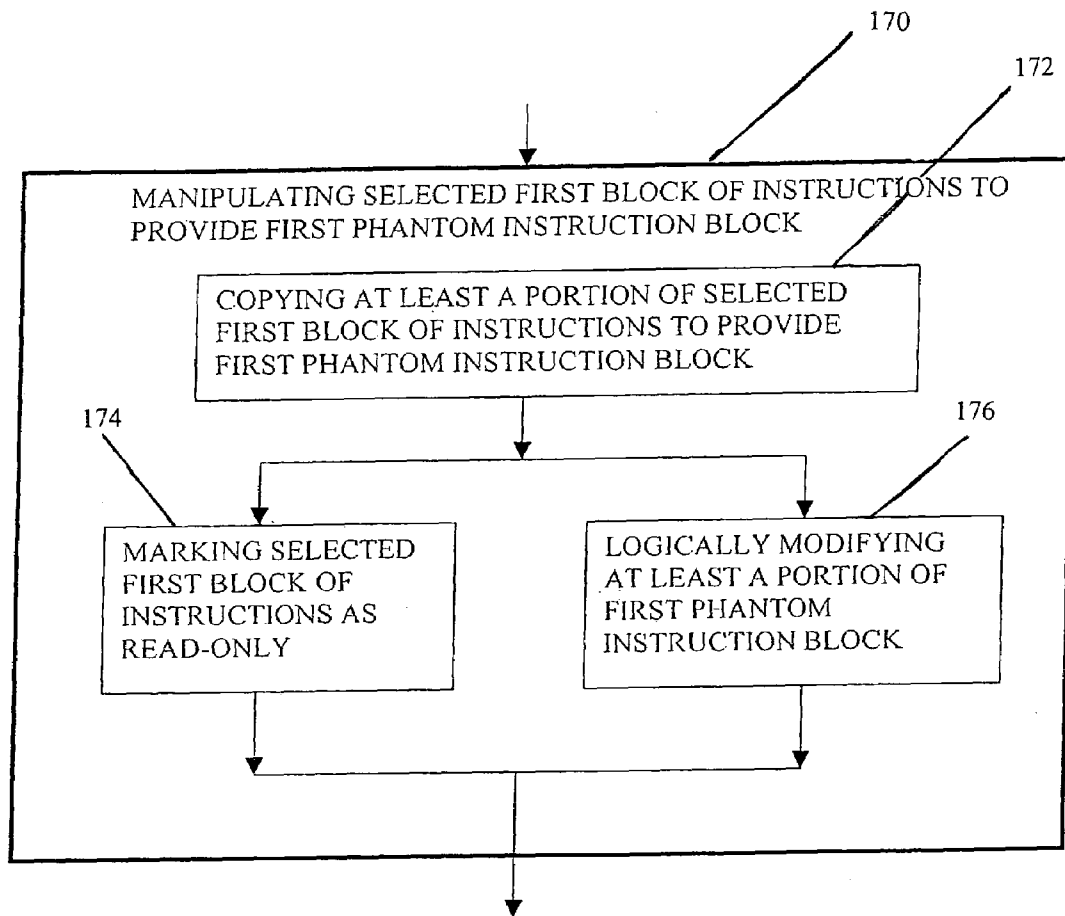 170
172
MANIPULATING SELECTED FIRST BLOCK OF INSTRUCTIONS TO
PROVIDE FIRST PHANTOM INSTRUCTION BLOCK
COPYING AT LEAST A PORTION OF SELECTED
FIRST BLOCK OF INSTRUCTIONS TO PROVIDE
FIRST PHANTOM INSTRUCTION BLOCK
174
176
MARKING SELECTED
FIRST BLOCK OF
INSTRUCTIONS AS
READ-ONLY
LOGICALLY MODIFYING
AT LEAST A PORTION OF
FIRST PHANTOM
INSTRUCTION BLOCK